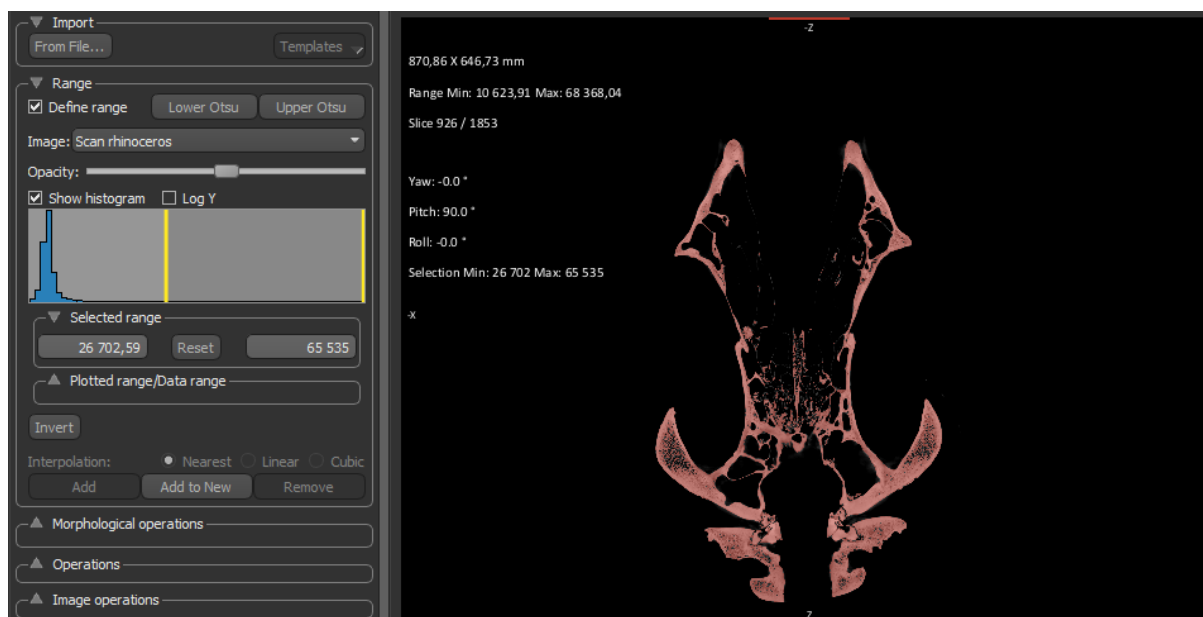 Import
From File...
Templates
Range
Define range
Lower Otsu
Upper Otsu
Image: Scan rhinoceros
Opacity:
Show histogram
Log Y
Selected range
26 702,59
Reset
65 535
Plotted range/Data range
Invert
Interpolation:
Nearest
Linear
Cubic
Add
Add to New
Remove
Morphological operations
Operations
Image operations
-Z
870,86 X 646,73 mm
Range Min: 10 623,91 Max: 68 368,04
Slice 926 / 1853
Yaw: -0.0 °
Pitch: 90.0 °
Roll: -0.0 °
Selection Min: 26 702 Max: 65 535
-X
Z